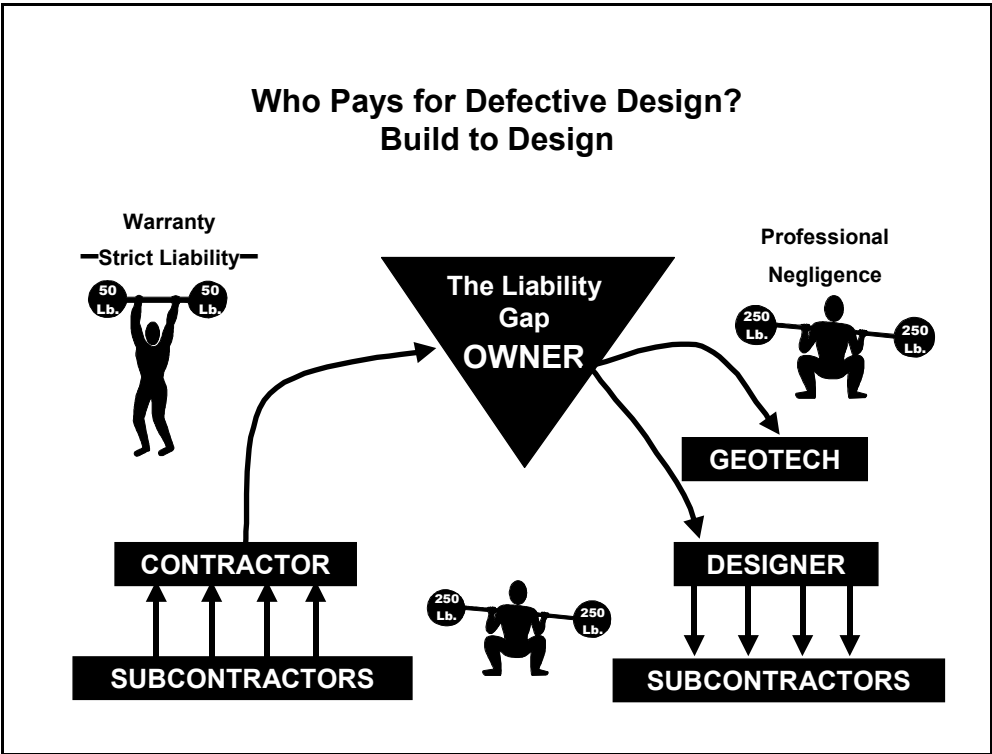 Who Pays for Defective Design?
Build to Design
Warranty
Strict Liability
50
Lb.
50
Lb.
The Liability
Gap
OWNER
Professional
Negligence
250
Lb.
250
Lb.
GEOTECH
CONTRACTOR
DESIGNER
250
Lb.
250
Lb.
SUBCONTRACTORS
SUBCONTRACTORS